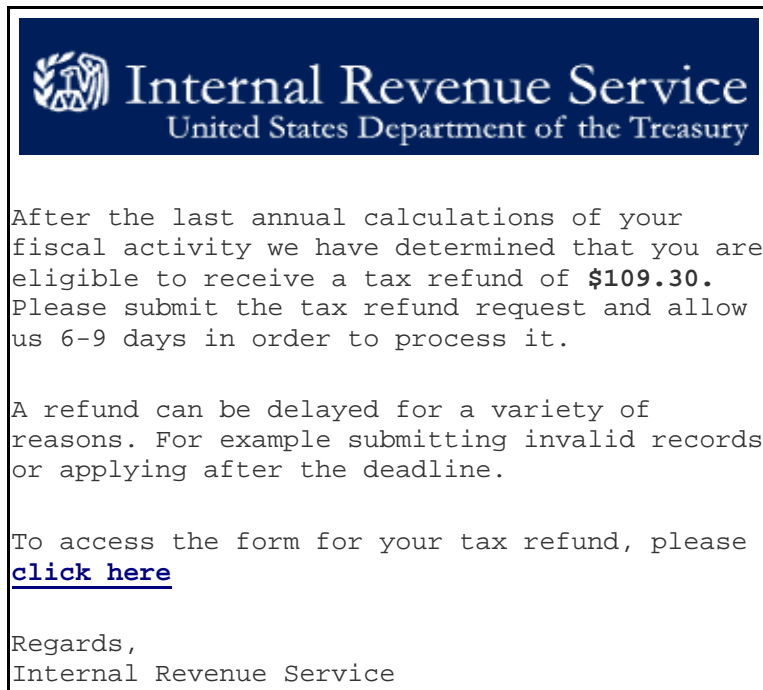 Internal Revenue Service
United States Department of the Treasury
After the last annual calculations of your
fiscal activity we have determined that you are
eligible to receive a tax refund of $109.30.
Please submit the tax refund request and allow
us 6-9 days in order to process it.
A refund can be delayed for a variety of
reasons. For example submitting invalid records
or applying after the deadline.
To access the form for your tax refund, please
click here
Regards,
Internal Revenue Service